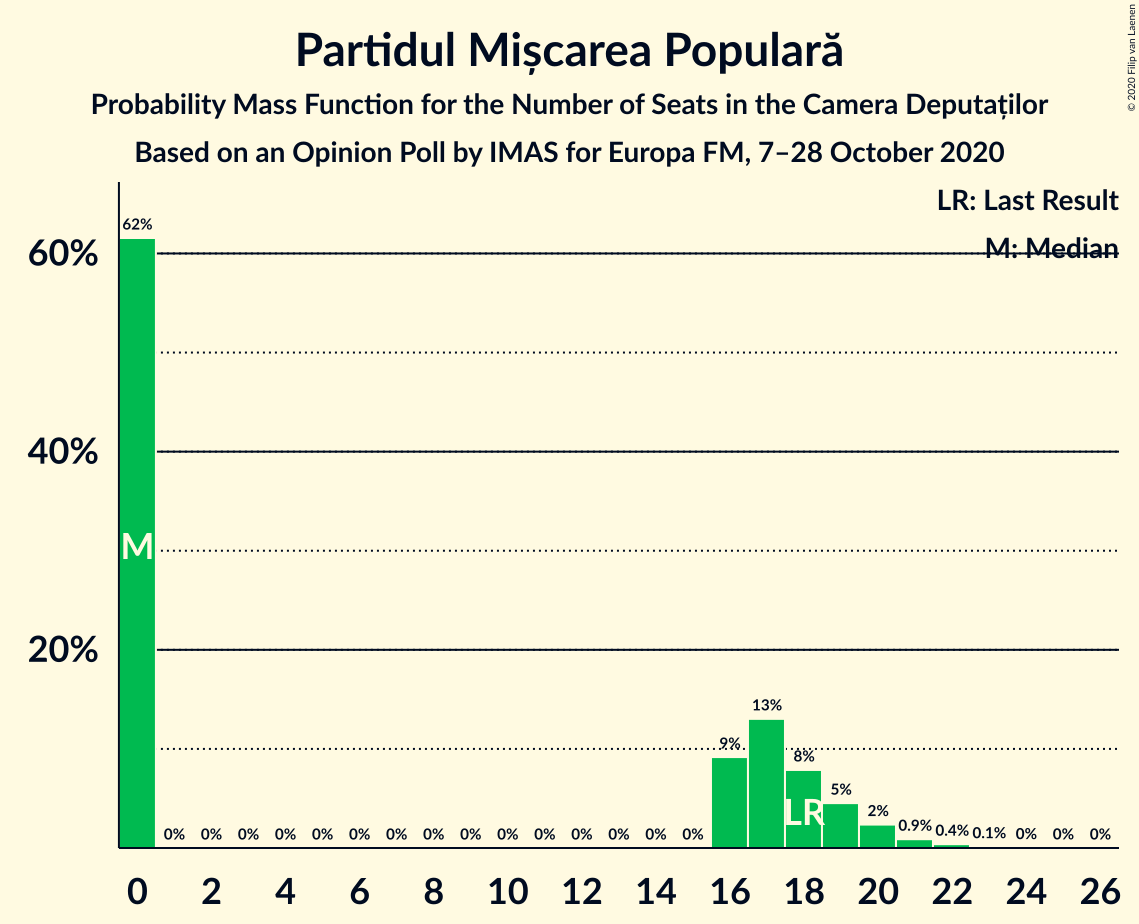 Partidul Mișcarea Populară
Probability Mass Function for the Number of Seats in the Camera Deputaților
Based on an Opinion Poll by IMAS for Europa FM, 7–28 October 2020
© 2020 Filip van Laenen
LR: Last Result
M: Median
60%
40%
20%
62%
0% 0% 0% 0% 0% 0% 0% 0% 0% 0% 0% 0% 0% 0% 0%
9%
13%
8%
5%
2%
0.9%
0.4%
0.1%
0% 0% 0%
M
LR
0 2 4 6 8 10 12 14 16 18 20 22 24 26